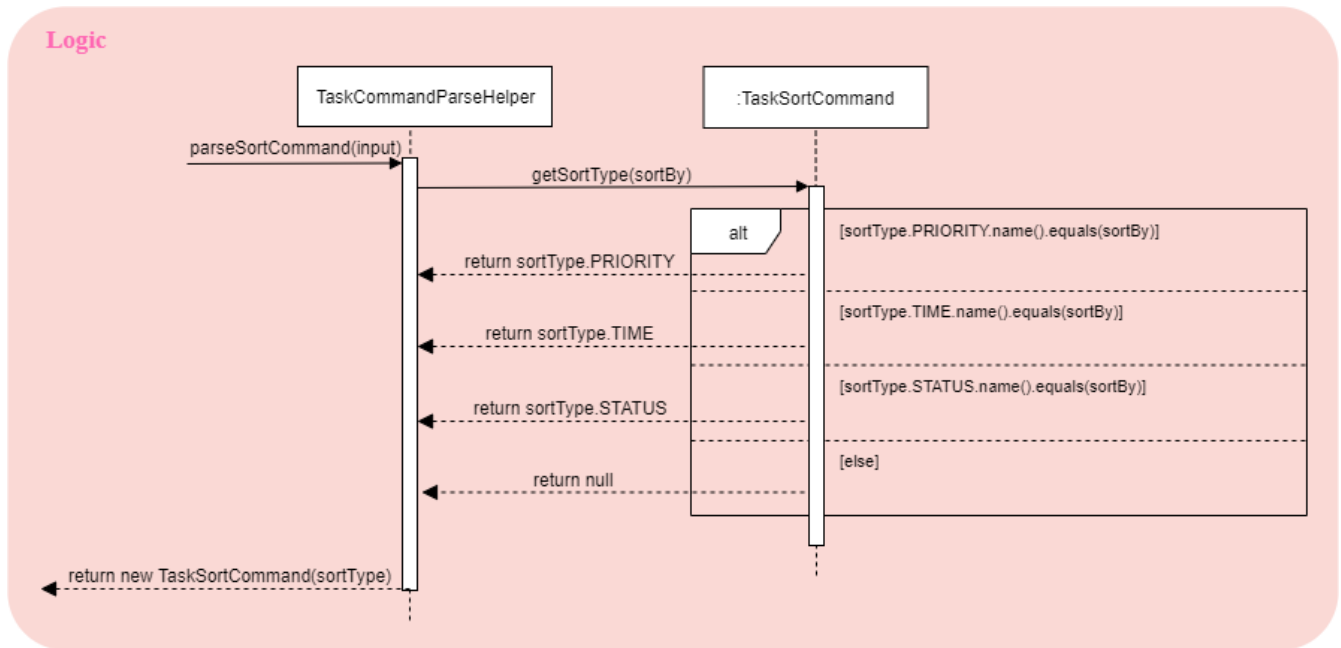 Logic
TaskCommandParseHelper
:TaskSortCommand
parseSortCommand(input)
getSortType(sortBy)
alt
[sortType.PRIORITY.name().equals(sortBy)]
return sortType.PRIORITY
[sortType.TIME.name().equals(sortBy)]
return sortType.TIME
[sortType.STATUS.name().equals(sortBy)]
return sortType.STATUS
[else]
return null
return new TaskSortCommand(sortType)